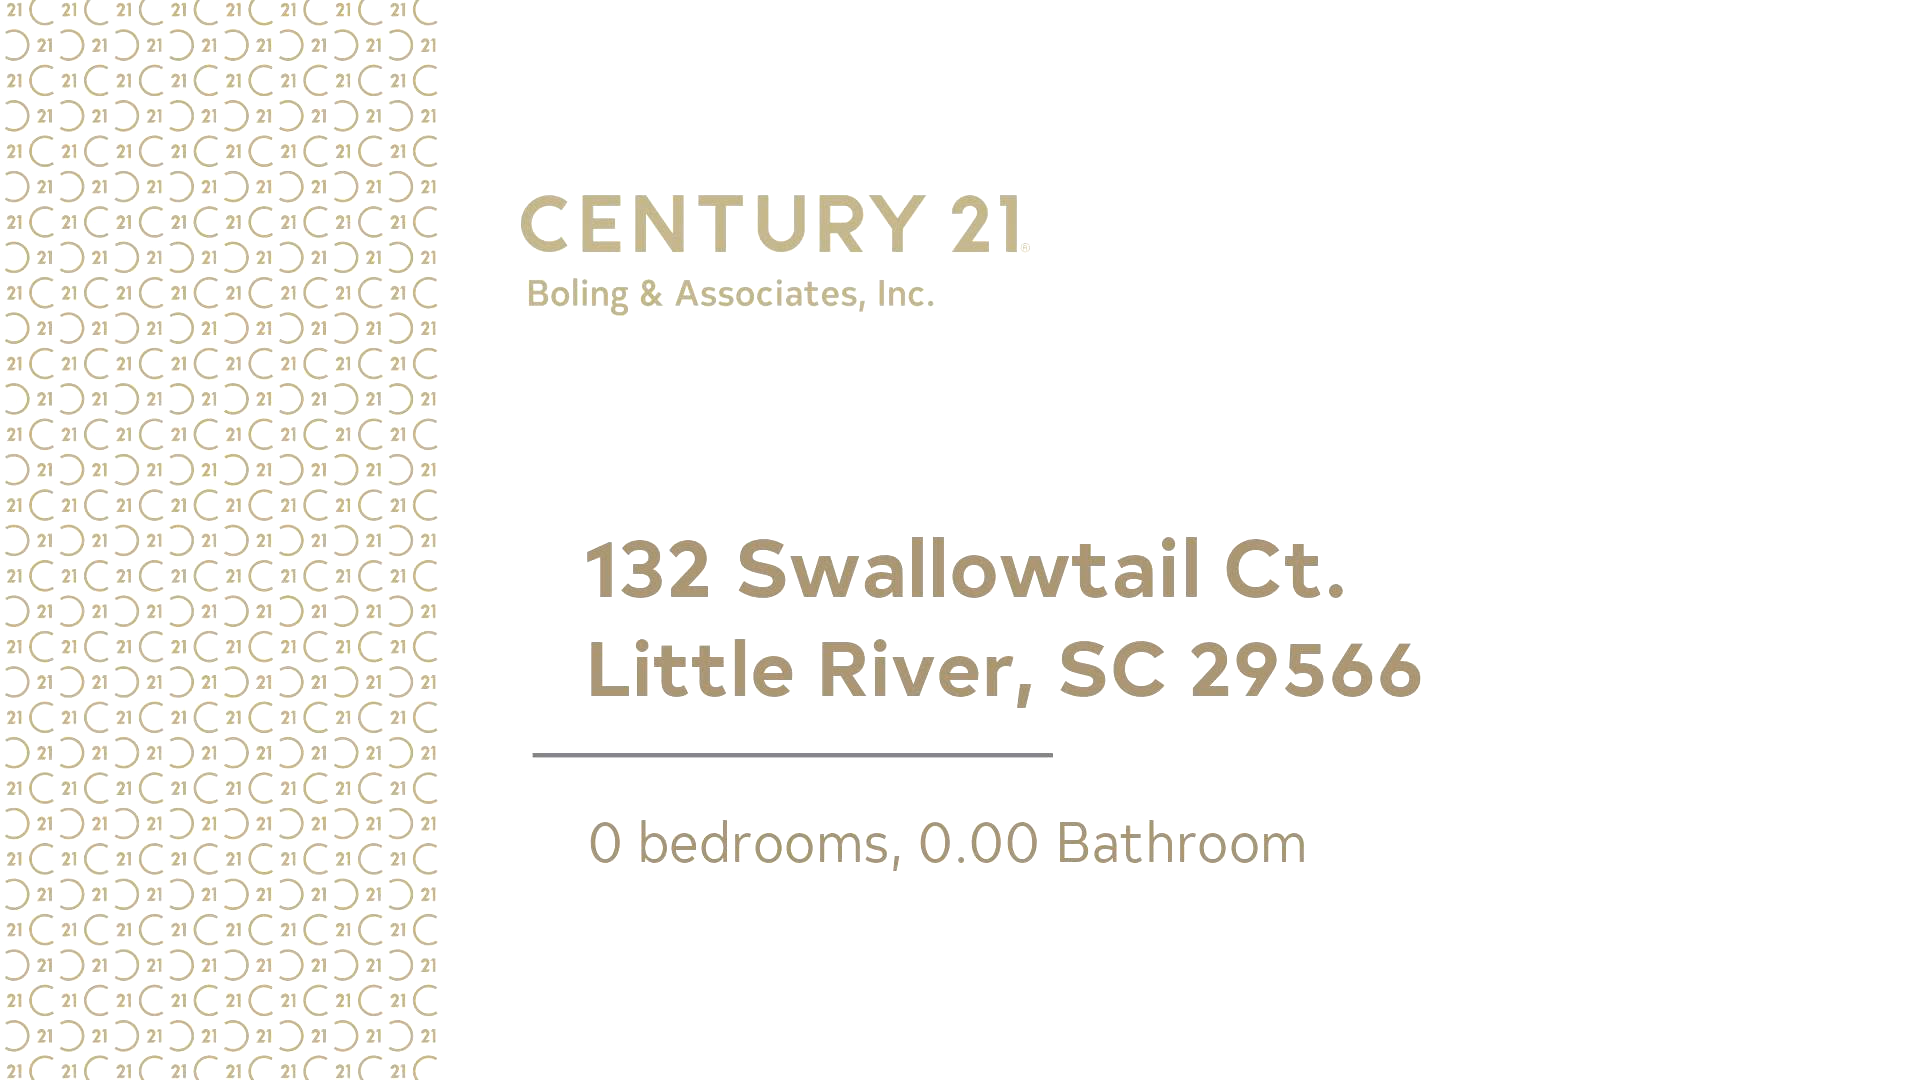 CENTURY 21®
Boling & Associates, Inc.
132 Swallowtail Ct.
Little River, SC 29566
0 bedrooms, 0.00 Bathroom